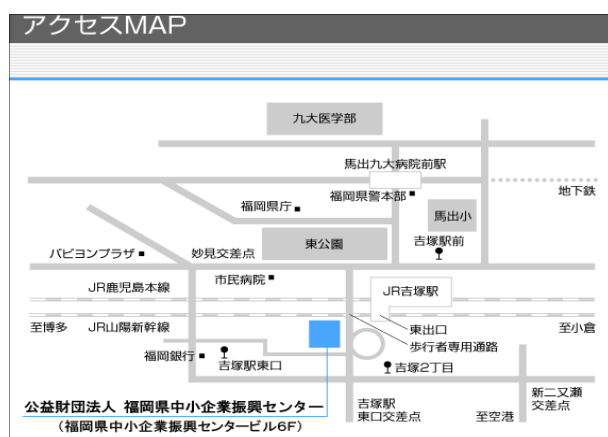 アクセスMAP
九大医学部
馬出九大病院前駅
地下鉄
福岡県警本部
福岡県庁
馬出小
東公園
吉塚駅前
パピヨンプラザ
妙見交差点
市民病院
JR鹿児島本線
JR吉塚駅
至博多
JR山陽新幹線
東出口
至小倉
歩行者専用通路
福岡銀行
吉塚駅東口
吉塚2丁目
新二又瀬
交差点
公益財団法人 福岡県中小企業振興センター
(福岡県中小企業振興センタービル6F)
吉塚駅
東口交差点
至空港